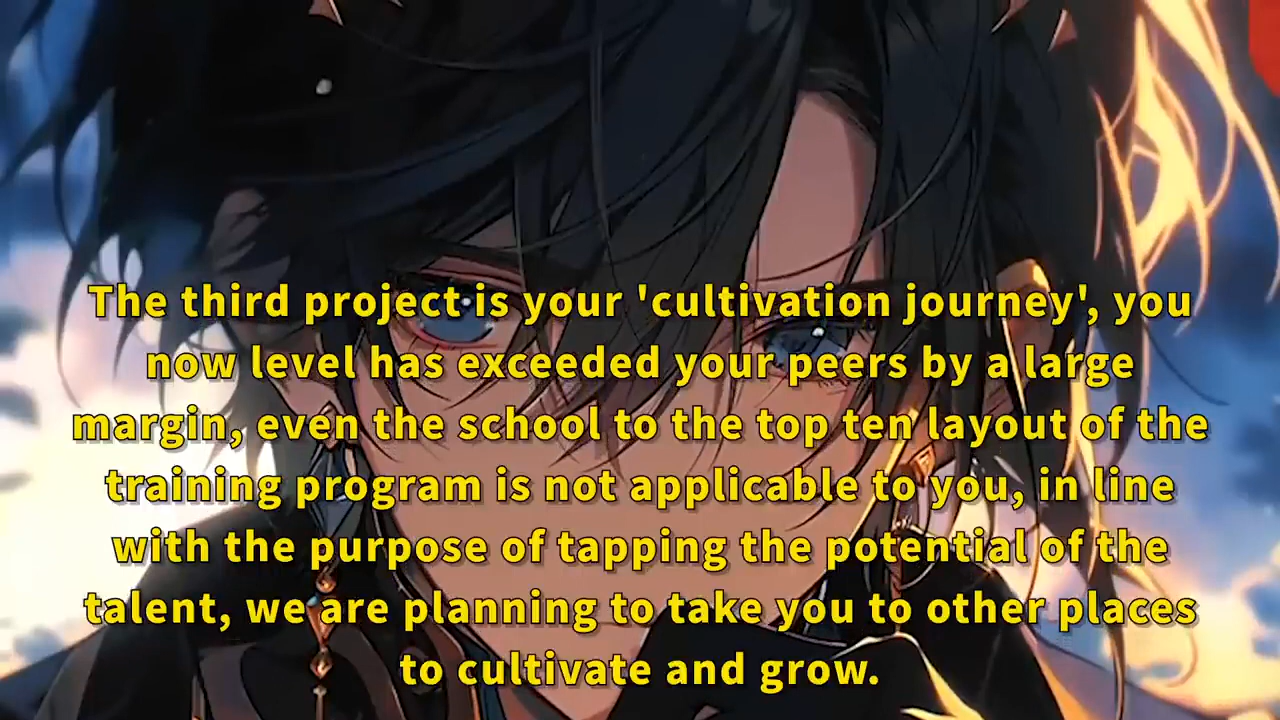 The third project is your 'cultivation journey', you
now level has exceeded your peers by a large
margin, even the school to the top ten layout of the
training program is not applicable to you, in line
with the purpose of tapping the potential of the
talent, we are planning to take you to other places
to cultivate and grow.